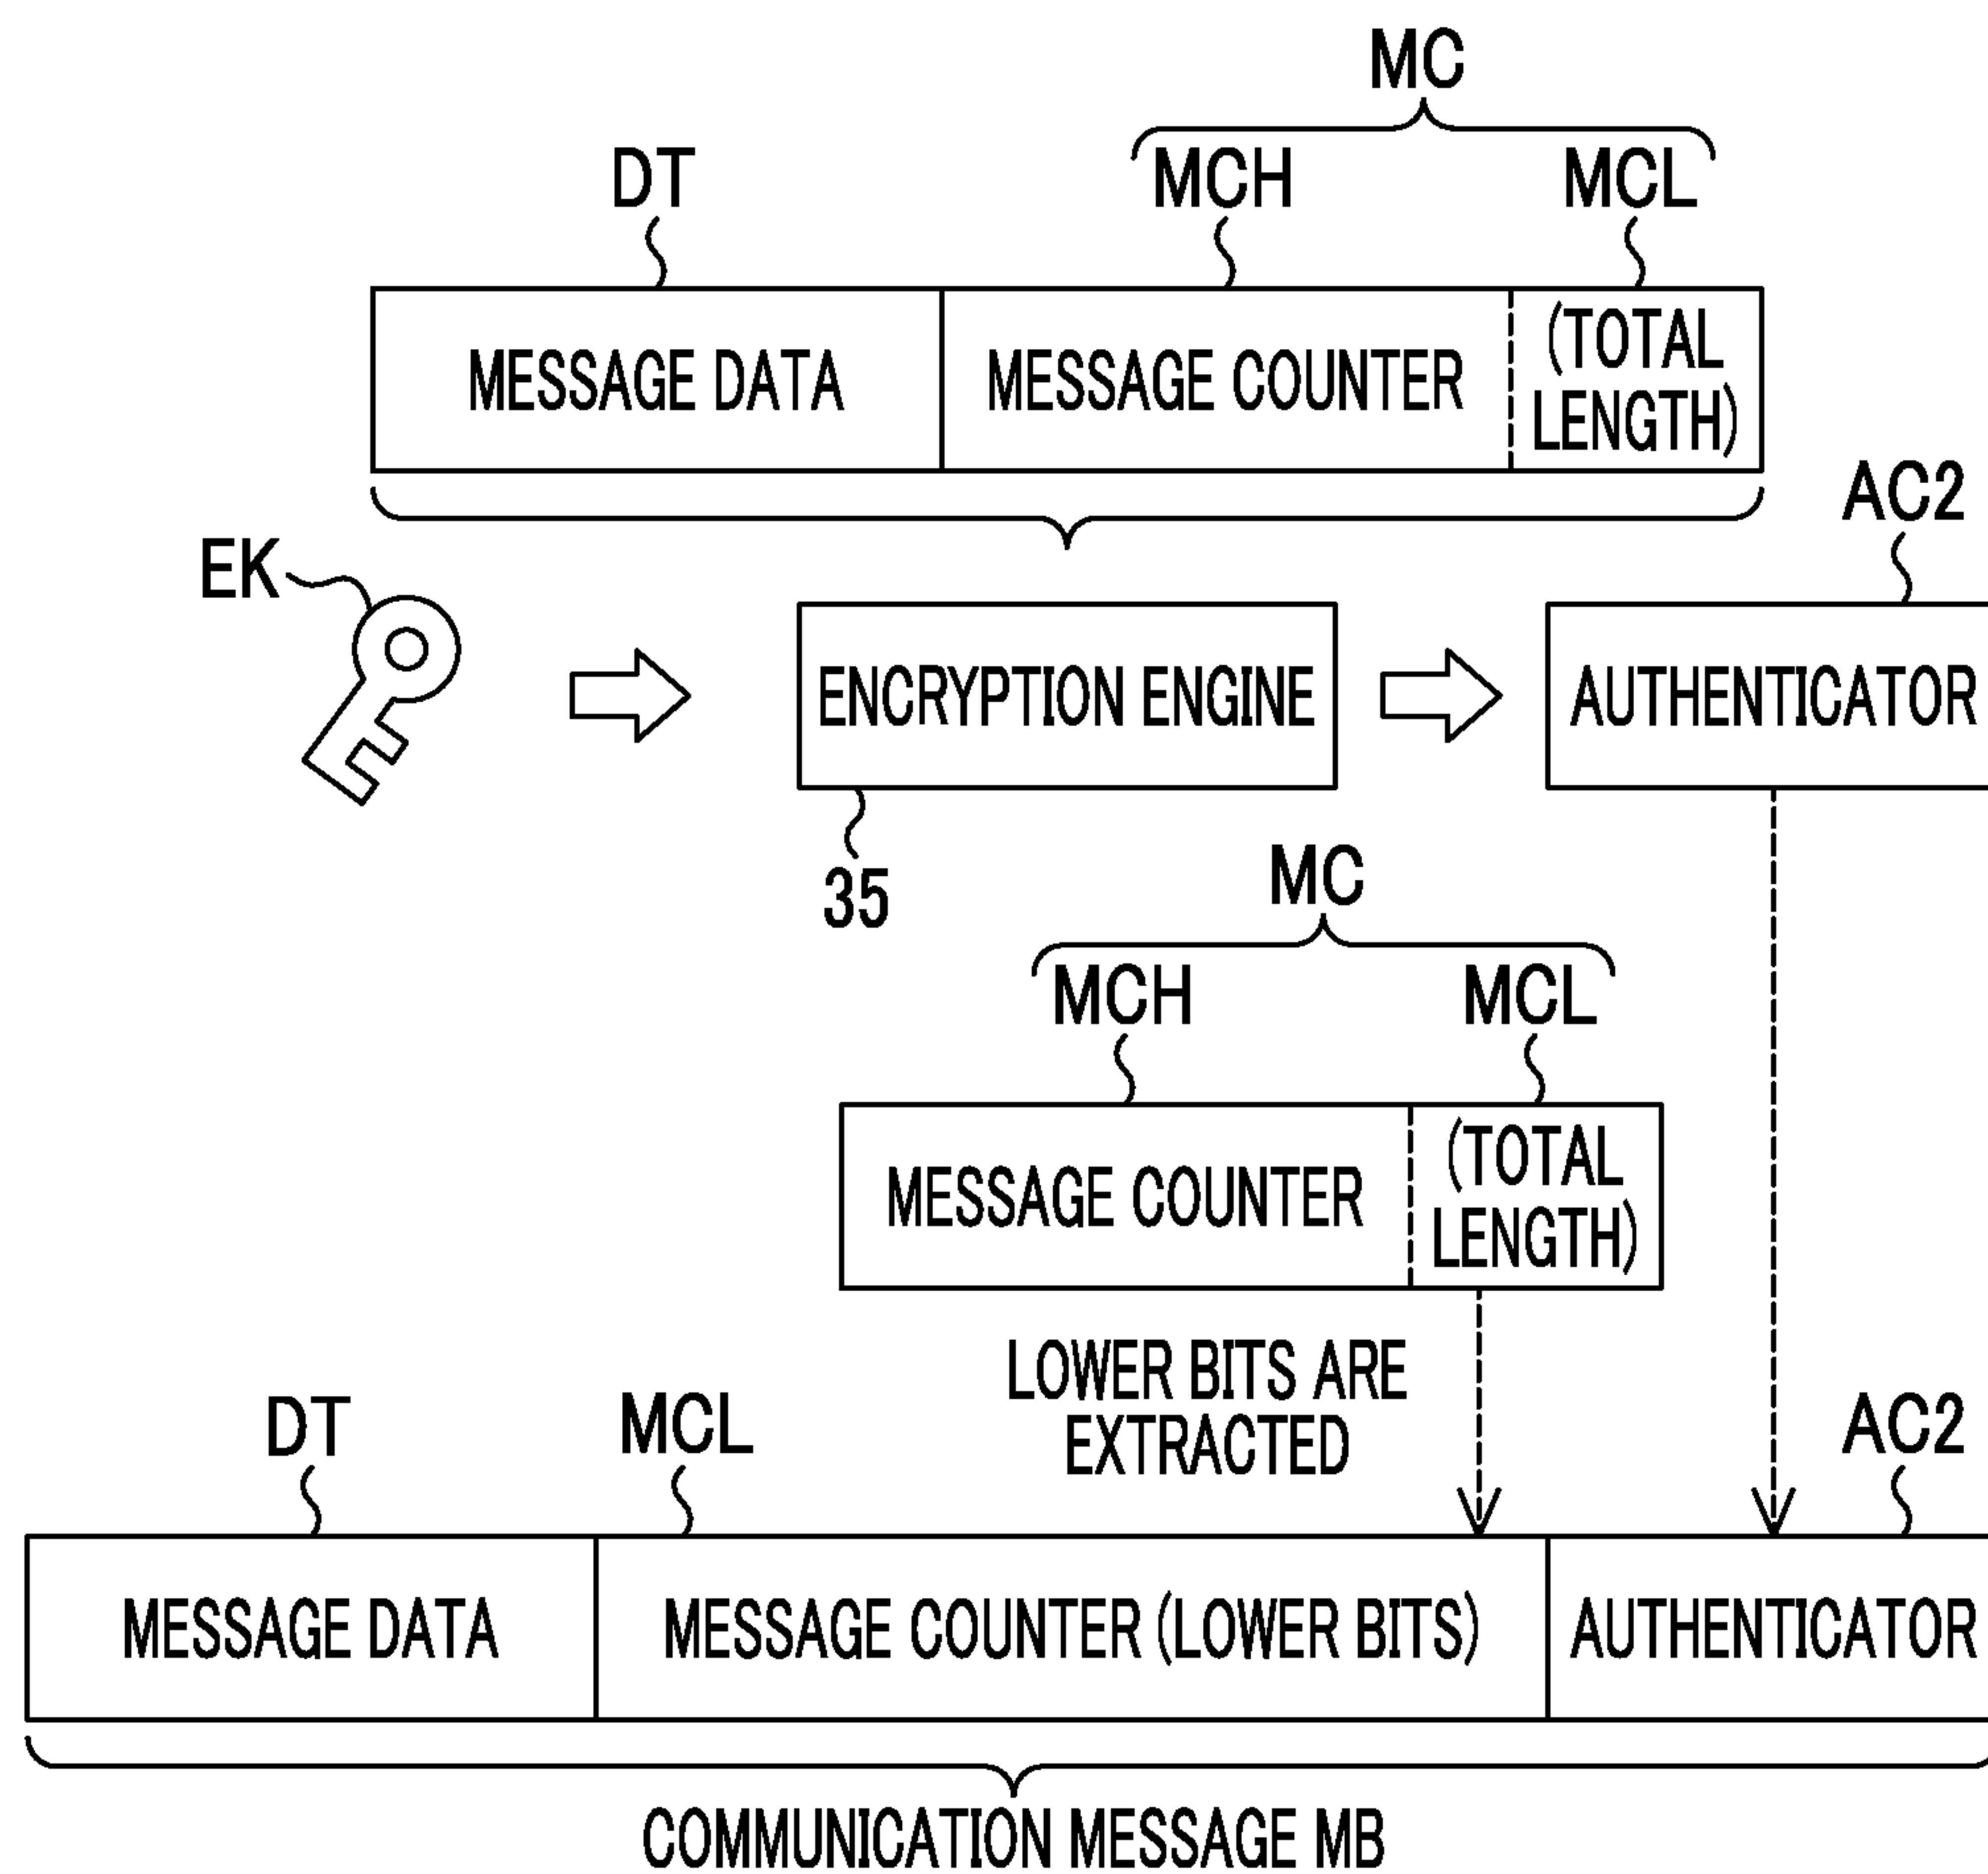 MC
DT MCH MCL
MESSAGE DATA MESSAGE COUNTER (TOTAL
LENGTH)
AC2
EK
ENCRYPTION ENGINE AUTHENTICATOR
35
MC
MCH MCL
MESSAGE COUNTER (TOTAL
LENGTH)
LOWER BITS ARE
EXTRACTED
DT MCL AC2
MESSAGE DATA MESSAGE COUNTER (LOWER BITS) AUTHENTICATOR
COMMUNICATION MESSAGE MB